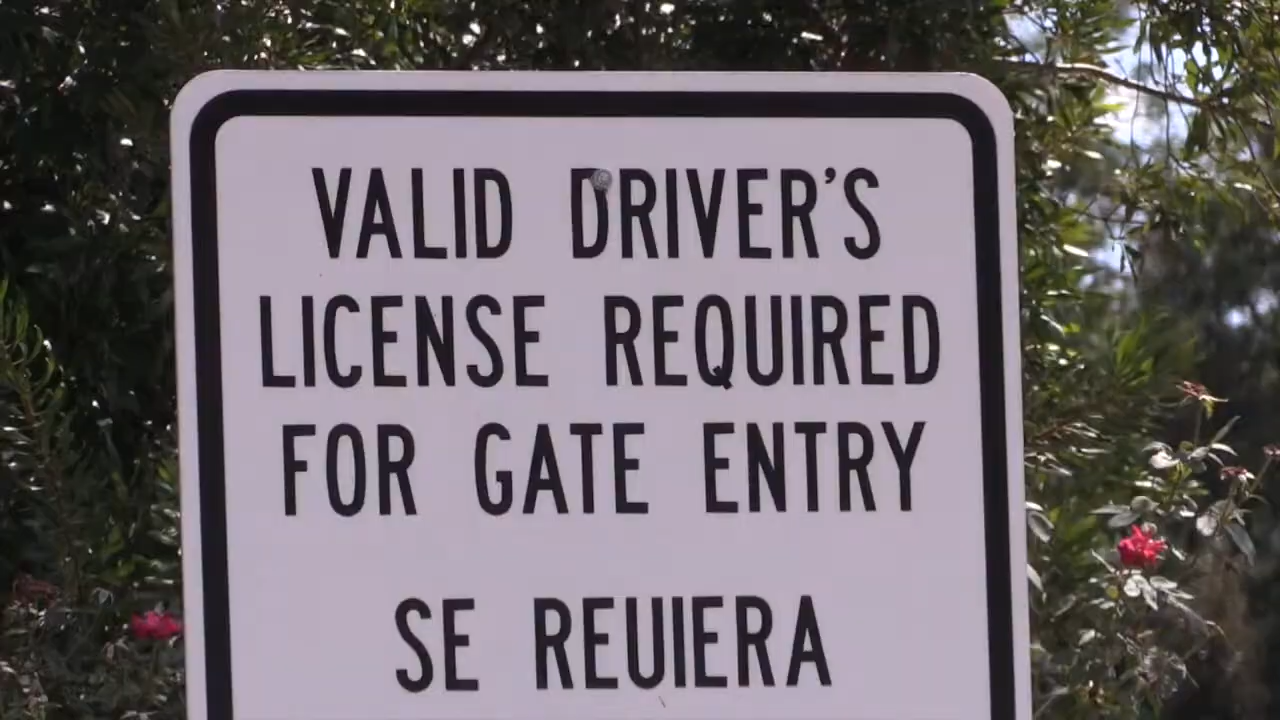 VALID DRIVER'S
LICENSE REQUIRED
FOR GATE ENTRY
SE REUIERA